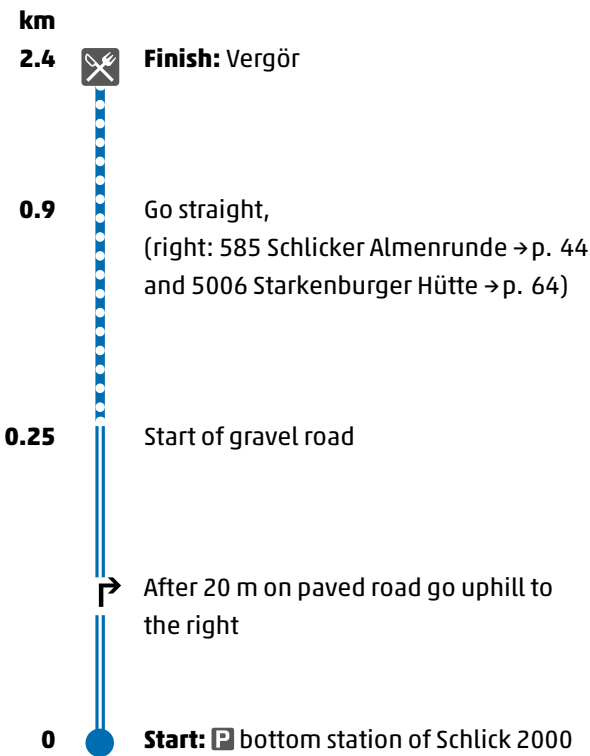 km
2.4 Finish: Vergör
0.9 Go straight,
(right: 585 Schlicker Almenrunde → p. 44
and 5006 Starkenburger Hütte → p. 64)
0.25 Start of gravel road
After 20 m on paved road go uphill to
the right
0 Start: P bottom station of Schlick 2000